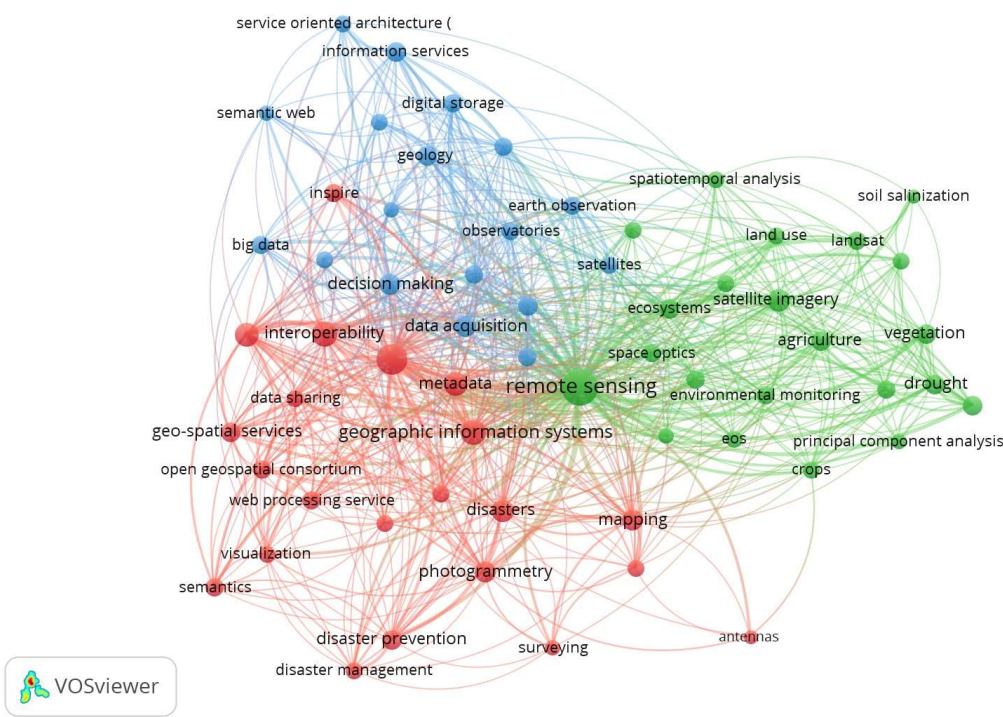 service oriented architecture (
information services
digital storage
semantic web
geology
spatiotemporal analysis
inspire
soil salinization
earth observation
observatories
land use
landsat
big data
satellites
decision making
satellite imagery
ecosystems
data acquisition
interoperability
vegetation
agriculture
space optics
metadata
remote sensing
drought
data sharing
environmental monitoring
geo-spatial services
geographic information systems
eos
principal component analysis
open geospatial consortium
crops
web processing service
disasters
mapping
visualization
photogrammetry
semantics
disaster prevention
antennas
surveying
disaster management
VOSviewer